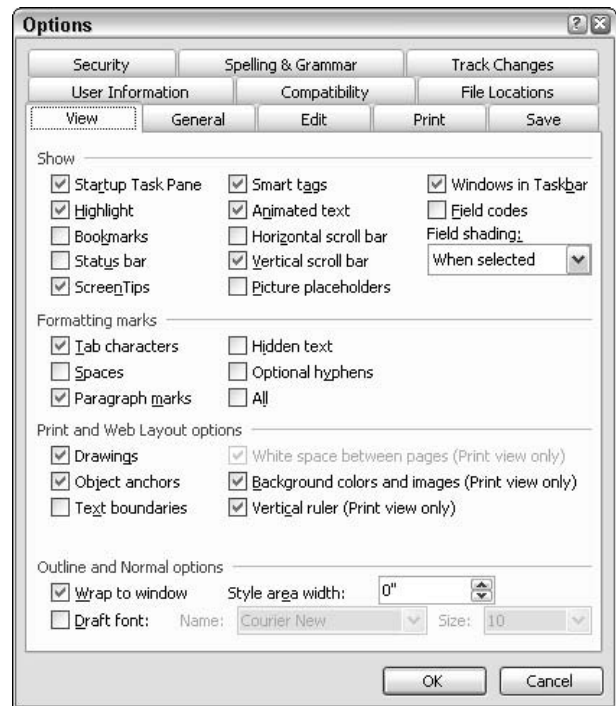 Options
Security Spelling & Grammar Track Changes
User Information Compatibility File Locations
View General Edit Print Save
Show
Startup Task Pane Smart tags Windows in Taskbar
Highlight Animated text Field codes
Bookmarks Horizontal scroll bar Field shading:
Status bar Vertical scroll bar When selected
ScreenTips Picture placeholders
Formatting marks
Tab characters Hidden text
Spaces Optional hyphens
Paragraph marks All
Print and Web Layout options
Drawings White space between pages (Print view only)
Object anchors Background colors and images (Print view only)
Text boundaries Vertical ruler (Print view only)
Outline and Normal options
Wrap to window Style area width: 0"
Draft font: Name: Courier New Size: 10
OK Cancel